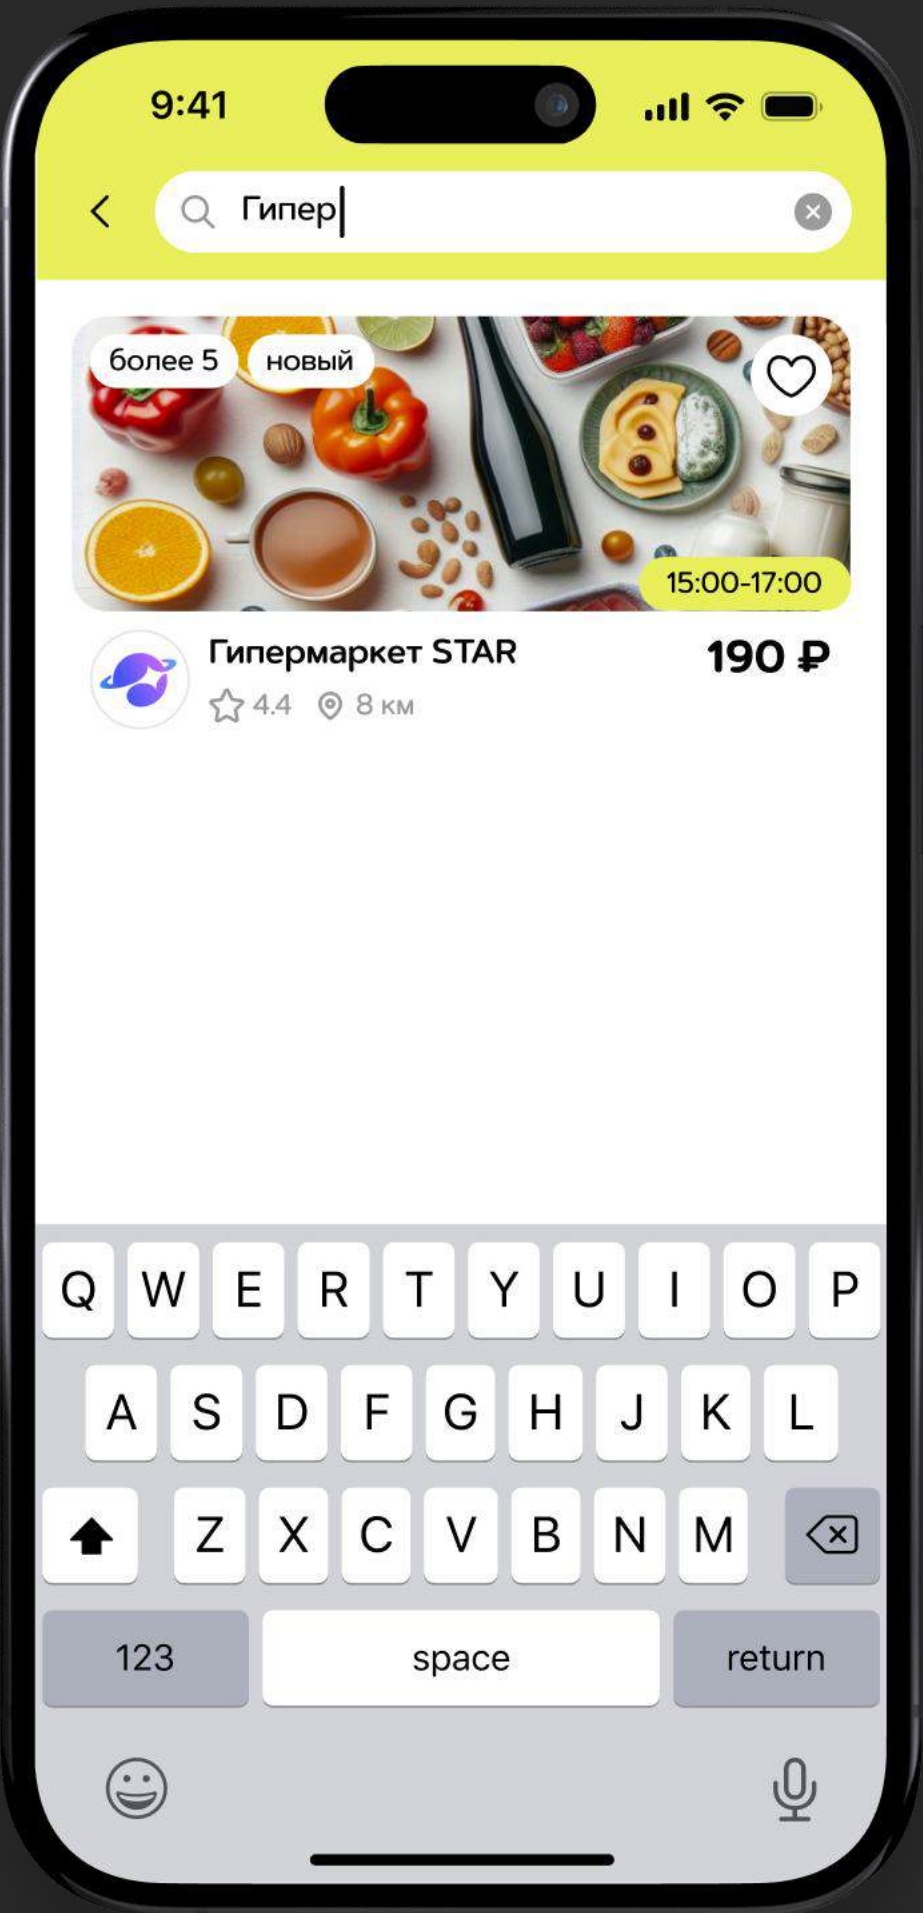 9:41
Гипер
более 5 новый
15:00-17:00
Гипермаркет STAR 190 ₽
4.4 8 км
Q W E R T Y U I O P
A S D F G H J K L
Z X C V B N M
123 space return